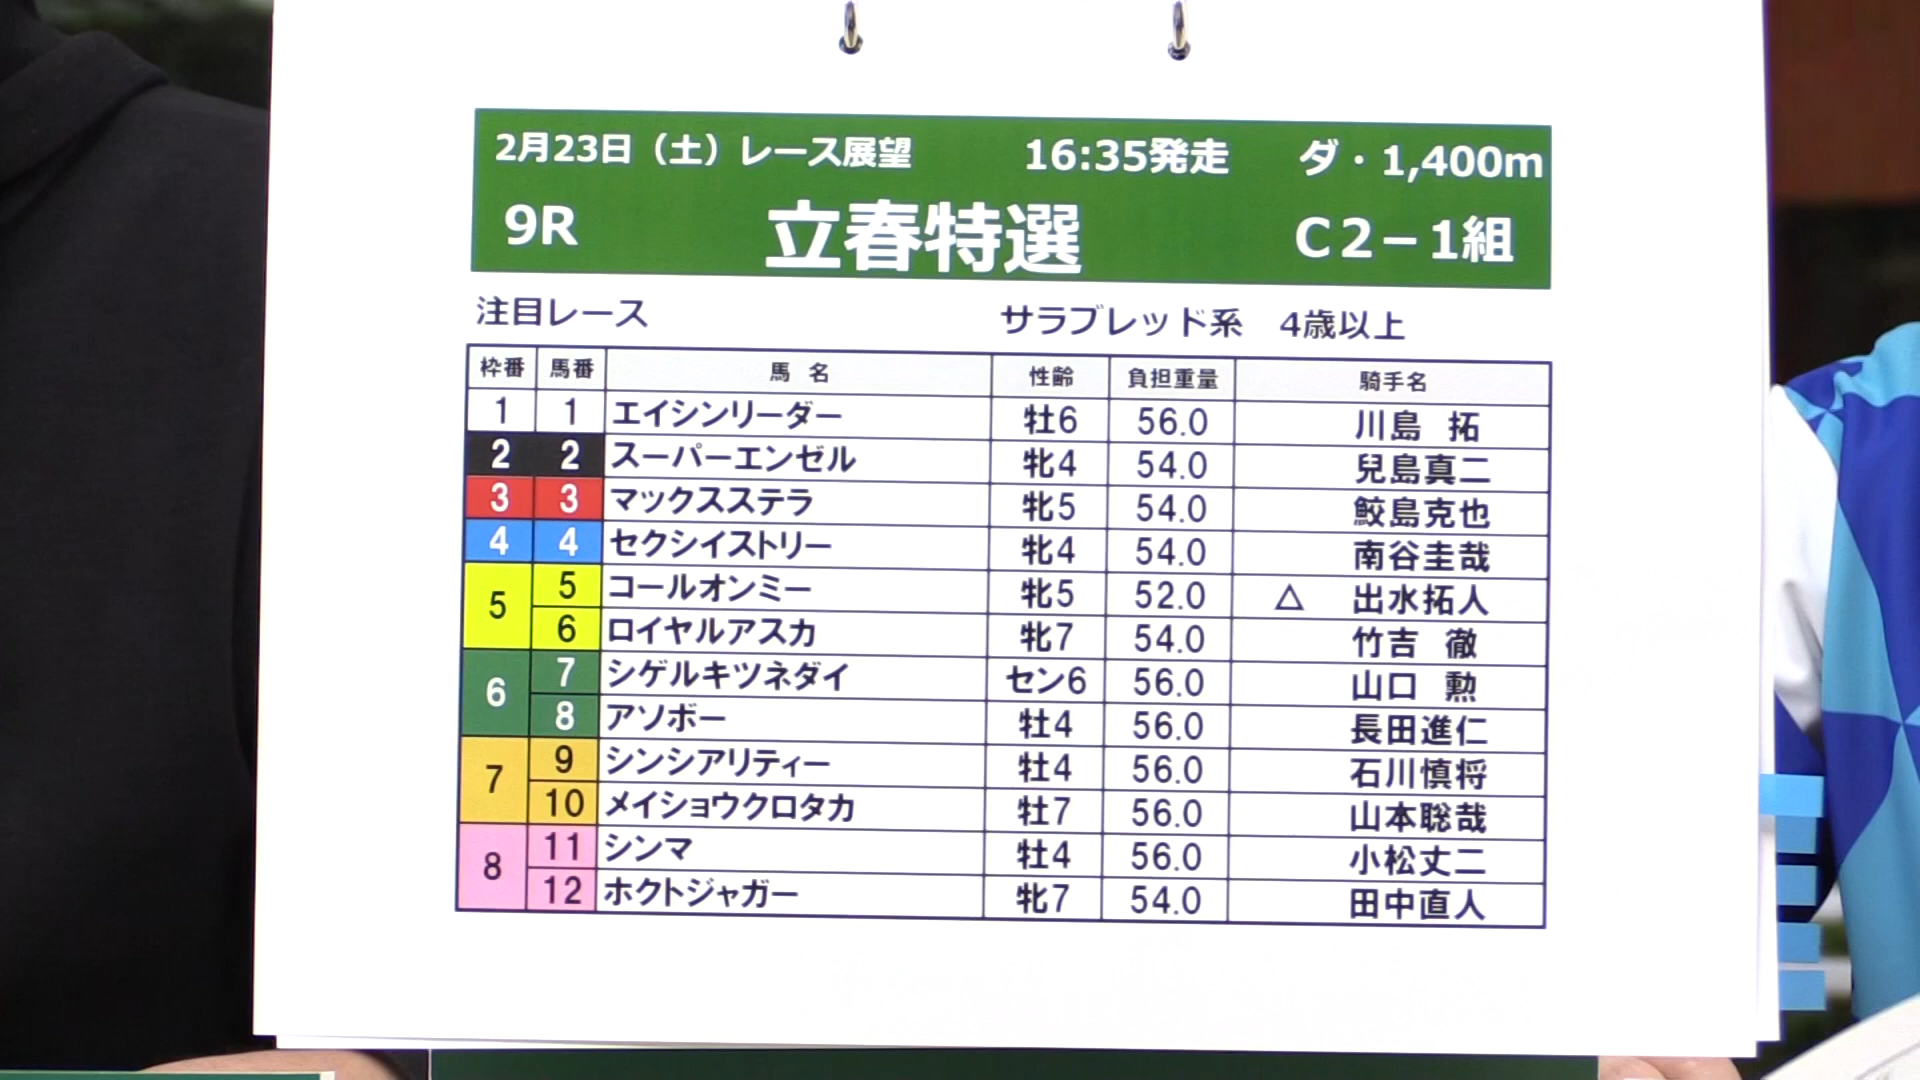 2月23日（土）レース展望 16:35発走 ダ・1,400m
9R 立春特選 C2－1組
注目レース サラブレッド系 4歳以上
枠番 馬番 馬名 性齢 負担重量 騎手名
1 1 エイシンリーダー 牡6 56.0 川島 拓
2 2 スーパーエンゼル 牝4 54.0 兒島真二
3 3 マックスステラ 牝5 54.0 鮫島克也
4 4 セクシイストリー 牝4 54.0 南谷圭哉
5 5 コールオンミー 牝5 52.0 △ 出水拓人
6 ロイヤルアスカ 牝7 54.0 竹吉 徹
6 7 シゲルキツネダイ セン6 56.0 山口 勲
8 アソボー 牡4 56.0 長田進仁
7 9 シンシアリティー 牡4 56.0 石川慎将
10 メイショウクロタカ 牡7 56.0 山本聡哉
8 11 シンマ 牡4 56.0 小松丈二
12 ホクトジャガー 牝7 54.0 田中直人